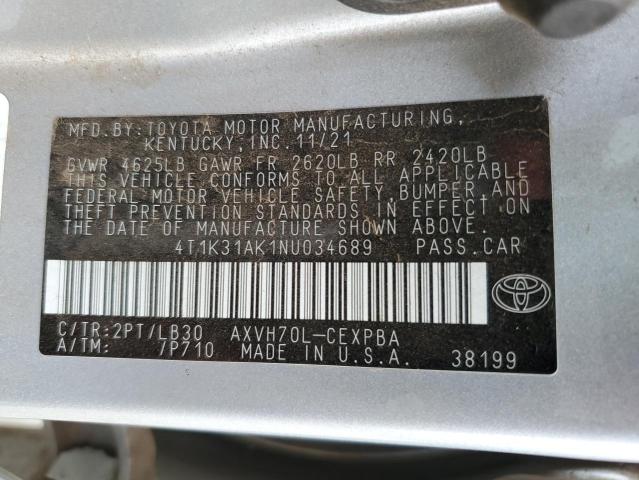 MFD.BY:TOYOTA MOTOR MANUFACTURING,
KENTUCKY,INC.11/21
GVWR 4625LB GAWR FR 2620LB RR 2420LB
THIS VEHICLE CONFORMS TO ALL APPLICABLE
FEDERAL MOTOR VEHICLE SAFETY, BUMPER,AND
THEFT PREVENTION STANDARDS IN EFFECT ON
THE DATE OF MANUFACTURE SHOWN ABOVE.
4T1K31AK1NU034689 PASS.CAR
C/TR:2PT/LB30 AXVH70L-CEXPBA
A/TM: /P710 MADE IN U.S.A. 38199